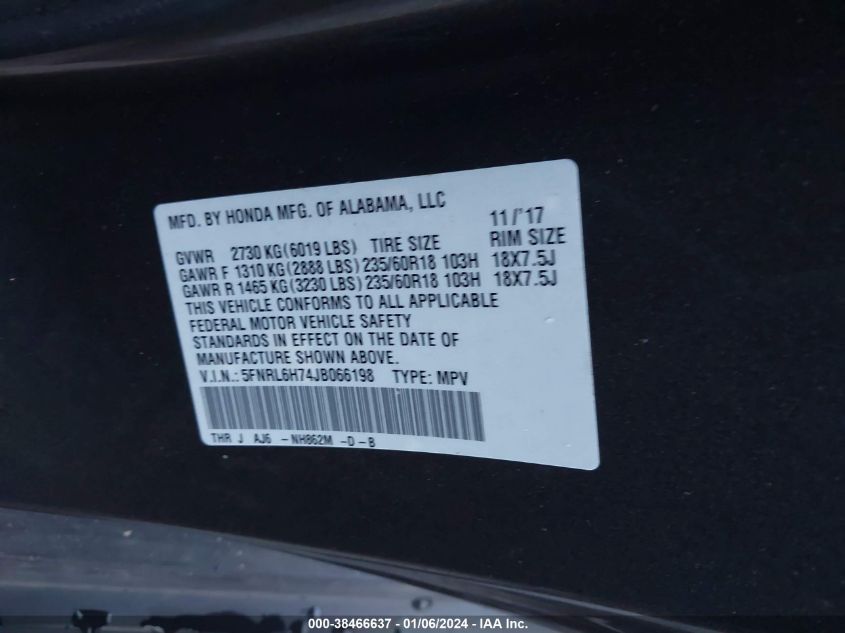 MFD. BY HONDA MFG. OF ALABAMA, LLC 11/'17
GVWR 2730 KG(6019 LBS) TIRE SIZE RIM SIZE
GAWR F 1310 KG(2888 LBS) 235/60R18 103H 18X7.5J
GAWR R 1465 KG(3230 LBS) 235/60R18 103H 18X7.5J
THIS VEHICLE CONFORMS TO ALL APPLICABLE
FEDERAL MOTOR VEHICLE SAFETY
STANDARDS IN EFFECT ON THE DATE OF
MANUFACTURE SHOWN ABOVE.
V.I.N.: 5FNRL6H74JB066198 TYPE: MPV
THR J AJ6 -NH862M -D-B
000-38466637 - 01/06/2024 - IAA Inc.